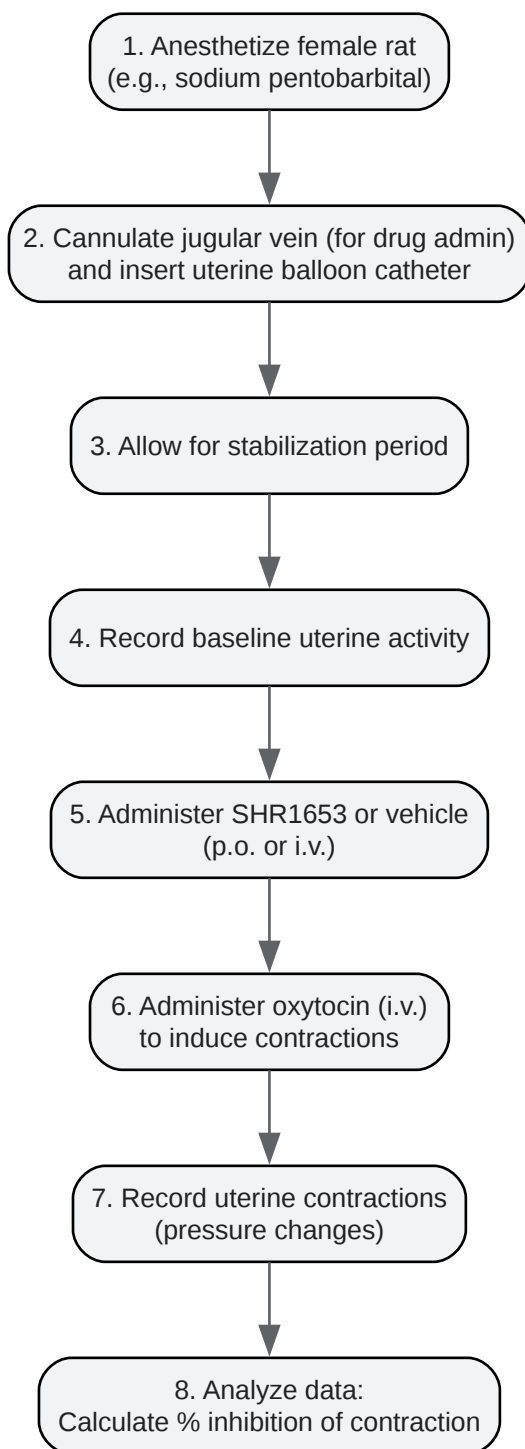 1. Anesthetize female rat
(e.g., sodium pentobarbital)
2. Cannulate jugular vein (for drug admin)
and insert uterine balloon catheter
3. Allow for stabilization period
4. Record baseline uterine activity
5. Administer SHR1653 or vehicle
(p.o. or i.v.)
6. Administer oxytocin (i.v.)
to induce contractions
7. Record uterine contractions
(pressure changes)
8. Analyze data:
Calculate % inhibition of contraction